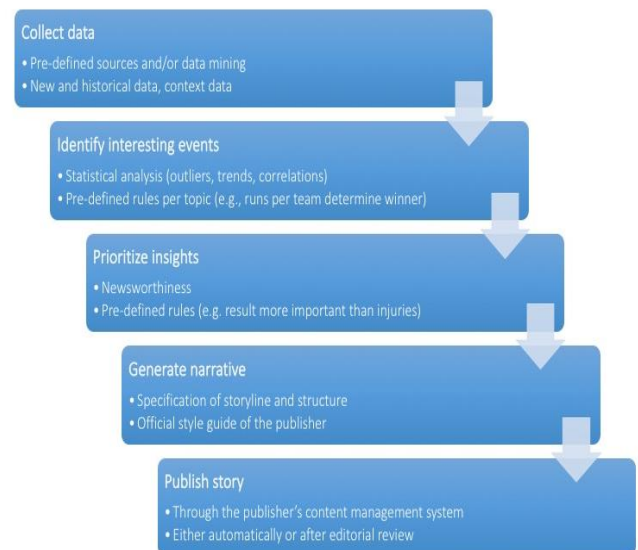 Collect data
• Pre-defined sources and/or data mining
• New and historical data, context data
Identify interesting events
• Statistical analysis (outliers, trends, correlations)
• Pre-defined rules per topic (e.g., runs per team determine winner)
Prioritize insights
• Newsworthiness
• Pre-defined rules (e.g. result more important than injuries)
Generate narrative
• Specification of storyline and structure
• Official style guide of the publisher
Publish story
• Through the publisher's content management system
• Either automatically or after editorial review